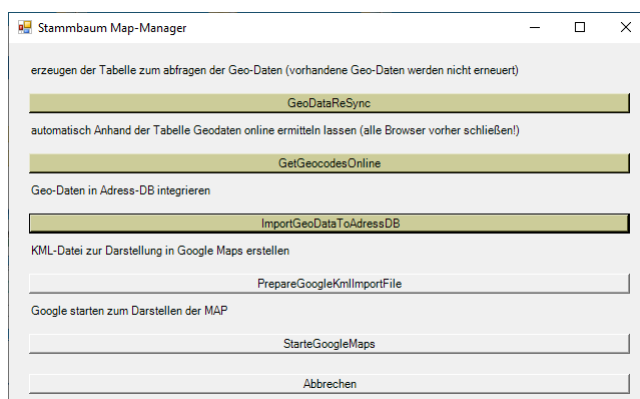 Stammbaum Map-Manager
erzeugen der Tabelle zum abfragen der Geo-Daten (vorhandene Geo-Daten werden nicht erneuert)
GeoDataReSync
automatisch Anhand der Tabelle Geodaten online ermitteln lassen (alle Browser vorher schließen!)
GetGeocodesOnline
Geo-Daten in Adress-DB integrieren
ImportGeoDataToAdressDB
KML-Datei zur Darstellung in Google Maps erstellen
PrepareGoogleKmlImportFile
Google starten zum Darstellen der MAP
StarteGoogleMaps
Abbrechen